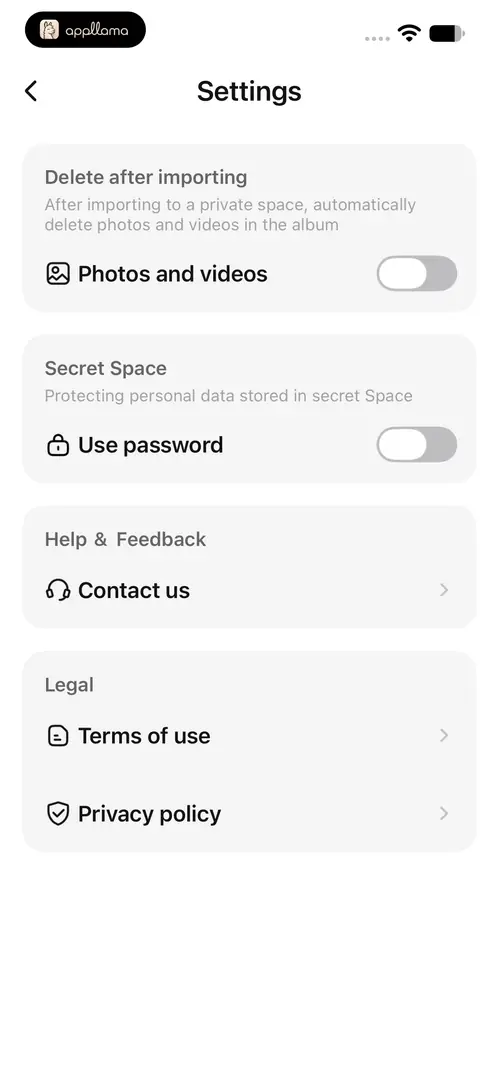 appllama
Settings
Delete after importing
After importing to a private space, automatically
delete photos and videos in the album
Photos and videos
Secret Space
Protecting personal data stored in secret Space
Use password
Help & Feedback
Contact us
Legal
Terms of use
Privacy policy